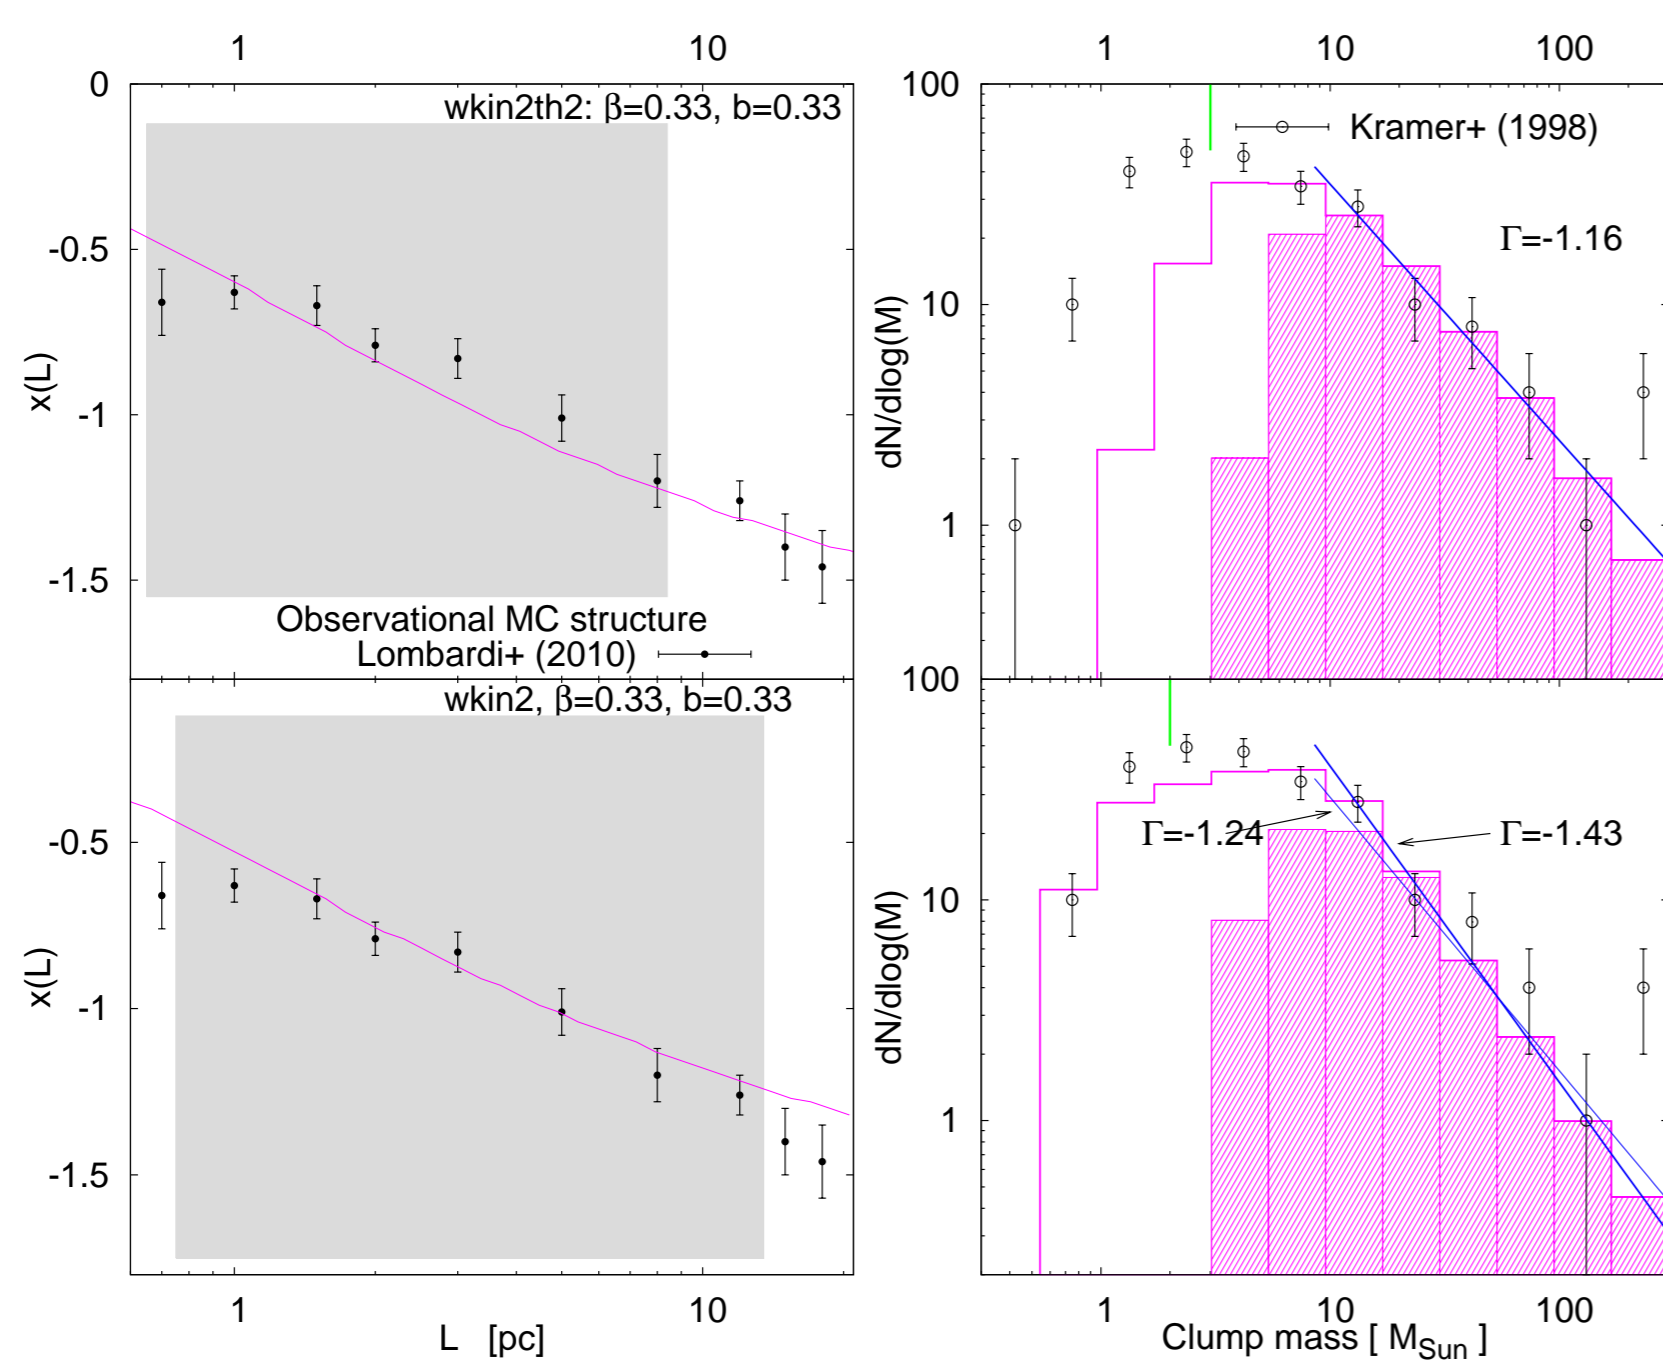 1 10
0
-0.5
-1
-1.5
x(L)
wkin2th2: β=0.33, b=0.33
Observational MC structure
Lombardi+ (2010)
1 10 100
100
10
1
dN/dlog(M)
Kramer+ (1998)
Γ=-1.16
wkin2, β=0.33, b=0.33
-0.5
-1
-1.5
x(L)
1 10
L [pc]
100
10
1
dN/dlog(M)
Γ=-1.24
Γ=-1.43
1 10 100
Clump mass [ M_Sun ]